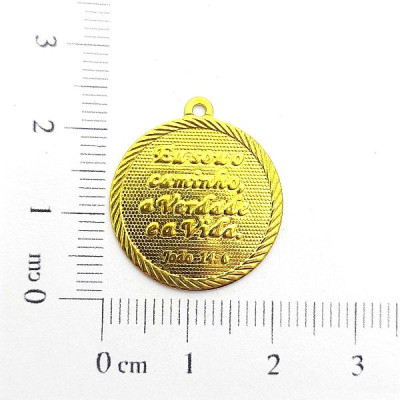 Eu sou o
caminho,
a Verdade
e a Vida.
João 14:6
3
2
1
0
cm
0 cm 1 2 3